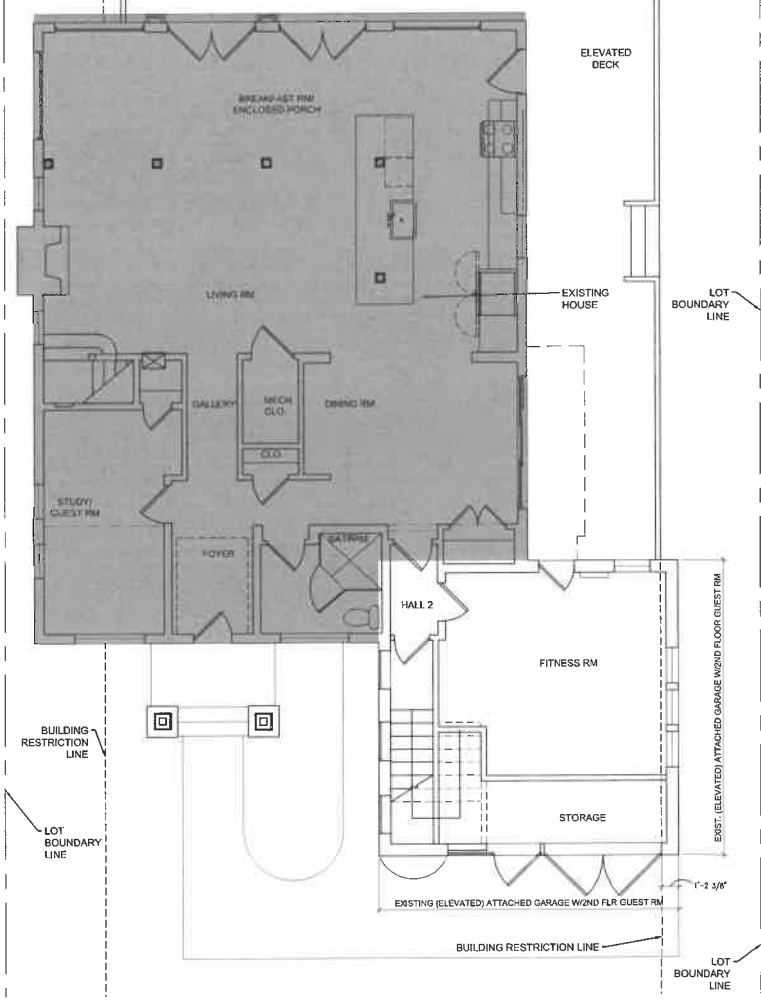 ELEVATED
DECK
BREAKFAST RM/
ENCLOSED PORCH
LIVING RM
EXISTING
HOUSE
LOT
BOUNDARY
LINE
GALLERY
MECH
CLO.
DINING RM
CLO.
STUDY/
GUEST RM
FOYER
BATHRM
HALL 2
FITNESS RM
EXIST. (ELEVATED) ATTACHED GARAGE W/2ND FLOOR GUEST RM
BUILDING
RESTRICTION
LINE
LOT
BOUNDARY
LINE
STORAGE
1'-2 3/8"
EXISTING (ELEVATED) ATTACHED GARAGE W/2ND FLR GUEST RM
BUILDING RESTRICTION LINE
LOT
BOUNDARY
LINE